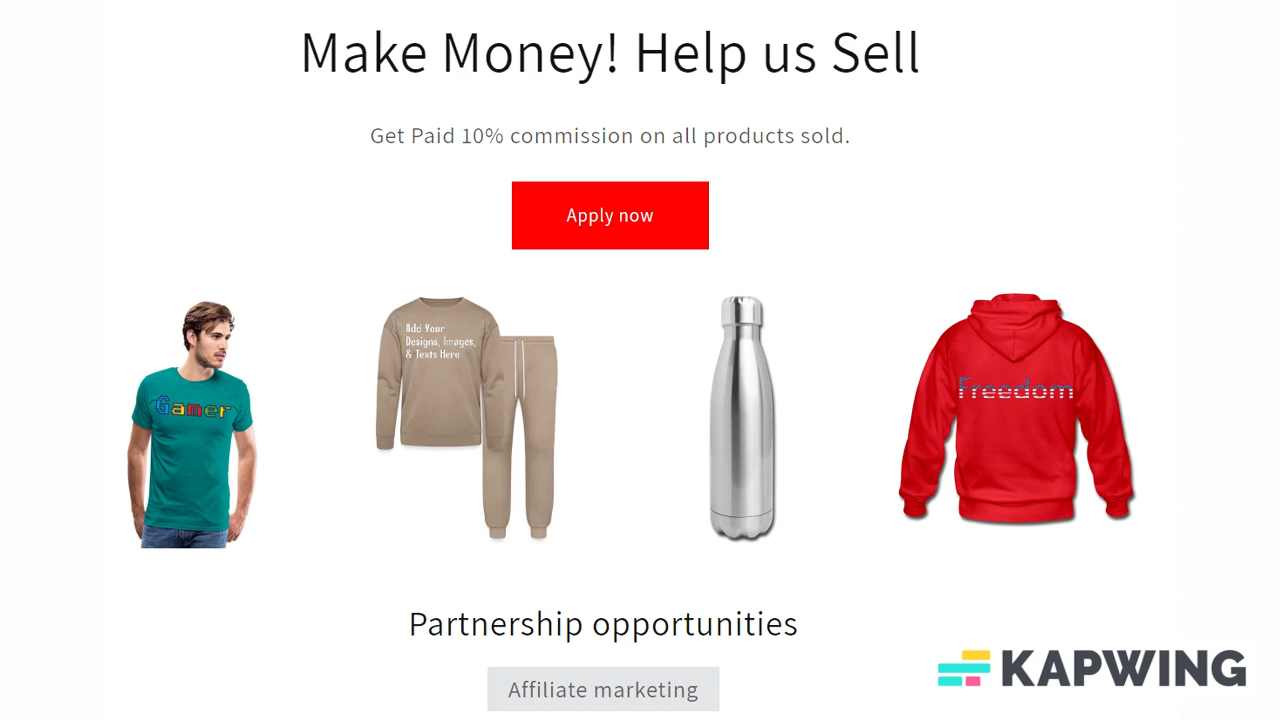 Make Money! Help us Sell
Get Paid 10% commission on all products sold.
Apply now
Gamer
Add Your
Designs, Images,
& Texts Here
Freedom
Partnership opportunities
Affiliate marketing
KAPWING